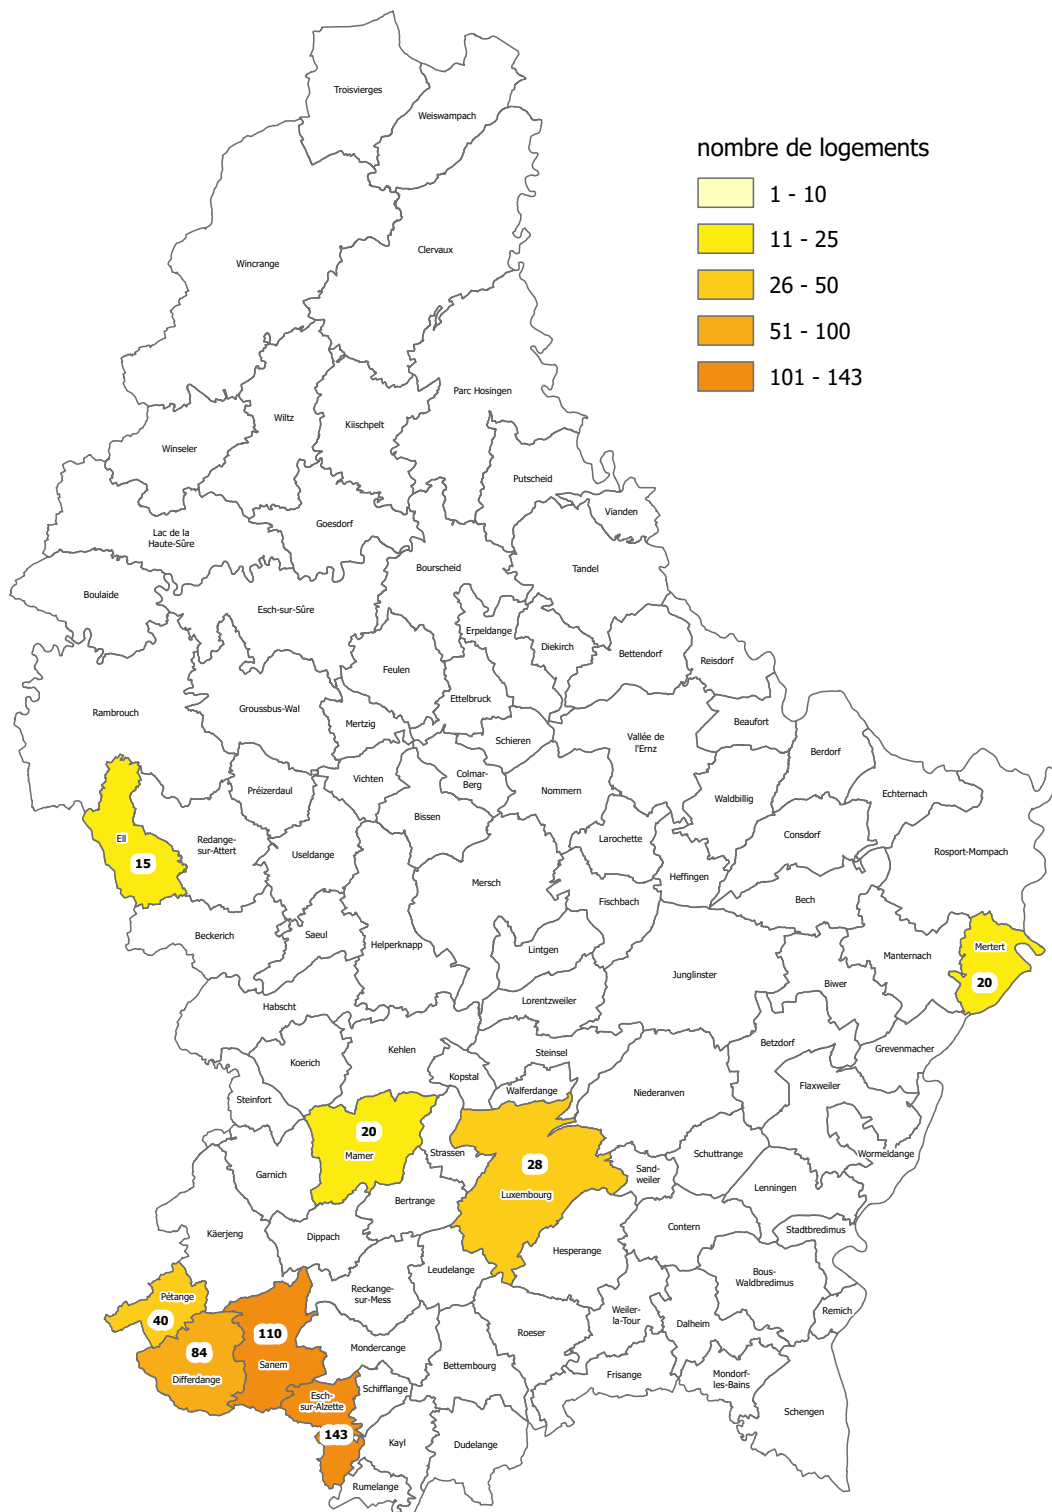 Troisvierges
Weiswampach
nombre de logements
1 - 10
11 - 25
26 - 50
51 - 100
101 - 143
Clervaux
Wincrange
Parc Hosingen
Wiltz
Kiischpelt
Winseler
Putscheid
Vianden
Goesdorf
Lac de la
Haute-Sûre
Bourscheid
Tandel
Boulaide
Esch-sur-Sûre
Erpeldange
Diekirch
Bettendorf
Reisdorf
Feulen
Ettelbruck
Rambrouch
Groussbus-Wal
Mertzig
Beaufort
Schieren
Vallée de
l'Ernz
Berdorf
Vichten
Colmar-
Berg
Préizerdaul
Nommern
Waldbillig
Echternach
Bissen
Ell
15
Redange-
sur-Attert
Useldange
Larochette
Consdorf
Rosport-Mompach
Mersch
Heffingen
Fischbach
Bech
Beckerich
Saeul
Helperknapp
Lintgen
Mertert
20
Manternach
Junglinster
Biwer
Habscht
Lorentzweiler
Betzdorf
Grevenmacher
Kehlen
Steinsel
Koerich
Kopstal
Walferdange
Niederanven
Flaxweiler
Steinfort
20
Mamer
Strassen
Wormeldange
Schuttrange
28
Luxembourg
Sand-
weiler
Garnich
Lenningen
Bertrange
Käerjeng
Dippach
Contern
Stadtbredimus
Hesperange
Leudelange
Bous-
Waldbredimus
Reckange-
sur-Mess
Pétange
40
Weiler-
la-Tour
Remich
Dalheim
110
Sanem
Roeser
Mondercange
84
Differdange
Bettembourg
Frisange
Mondorf-
les-Bains
Schifflange
Esch-
sur-Alzette
143
Schengen
Kayl
Dudelange
Rumelange